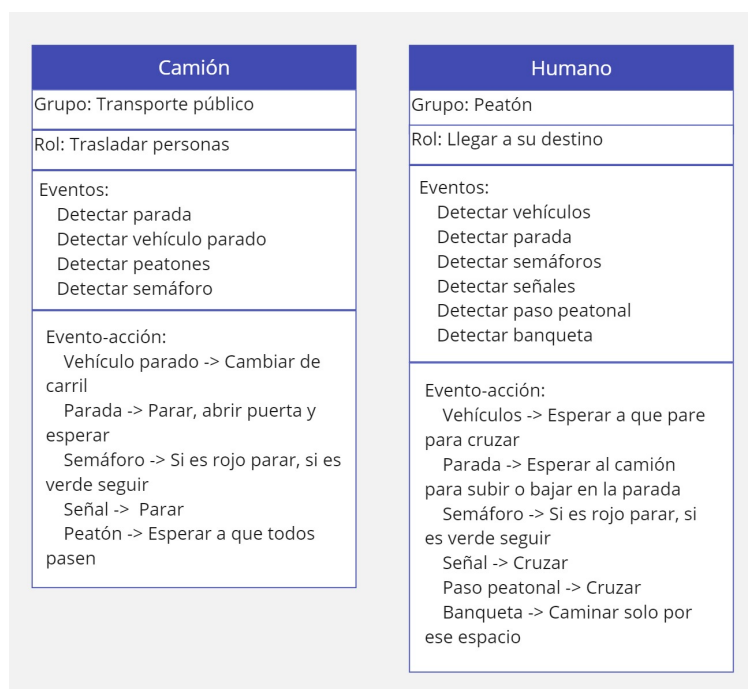 Camión
Grupo: Transporte público
Rol: Trasladar personas
Eventos:
Detectar parada
Detectar vehículo parado
Detectar peatones
Detectar semáforo
Evento-acción:
Vehículo parado -> Cambiar de
carril
Parada -> Parar, abrir puerta y
esperar
Semáforo -> Si es rojo parar, si es
verde seguir
Señal -> Parar
Peatón -> Esperar a que todos
pasen
Humano
Grupo: Peatón
Rol: Llegar a su destino
Eventos:
Detectar vehículos
Detectar parada
Detectar semáforos
Detectar señales
Detectar paso peatonal
Detectar banqueta
Evento-acción:
Vehículos -> Esperar a que pare
para cruzar
Parada -> Esperar al camión
para subir o bajar en la parada
Semáforo -> Si es rojo parar, si
es verde seguir
Señal -> Cruzar
Paso peatonal -> Cruzar
Banqueta -> Caminar solo por
ese espacio